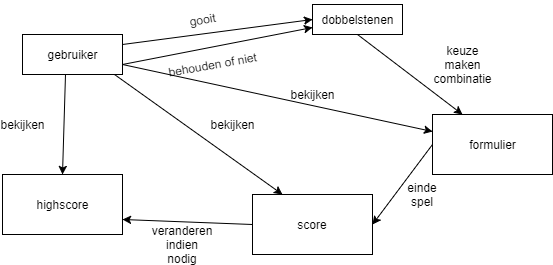 gooit
dobbelstenen
gebruiker
behouden of niet
keuze
maken
combinatie
bekijken
bekijken
bekijken
formulier
einde
spel
highscore
score
veranderen
indien
nodig